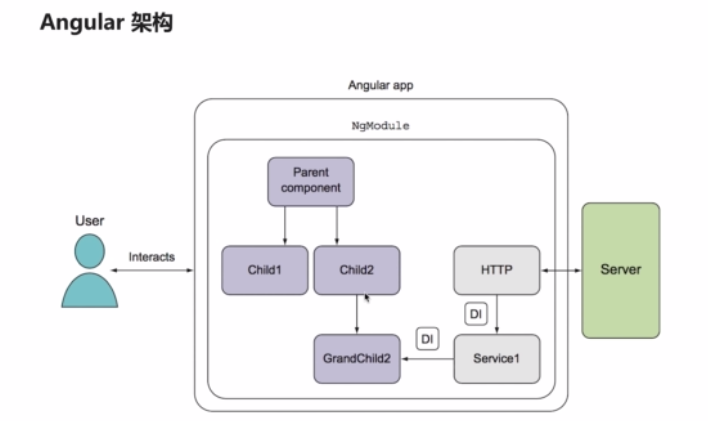 Angular 架构
Angular app
NgModule
Parent
component
User
Interacts
Child1
Child2
HTTP
Server
DI
DI
GrandChild2
Service1